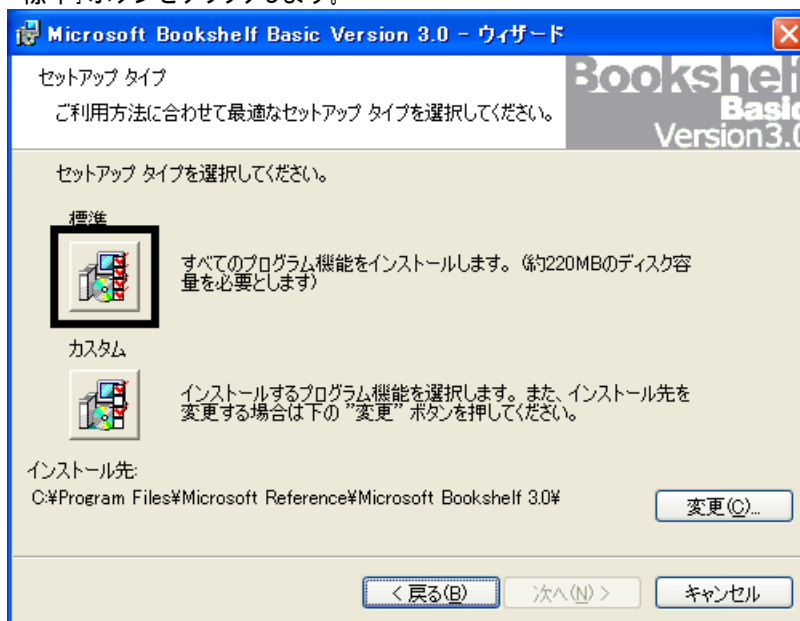 標準]ボタンをクリックします。
Microsoft Bookshelf Basic Version 3.0 - ウィザード
セットアップ タイプ
ご利用方法に合わせて最適なセットアップ タイプを選択してください。
Bookshelf
Basic
Version3.0
セットアップ タイプを選択してください。
標準
すべてのプログラム機能をインストールします。(約220MBのディスク容
量を必要とします)
カスタム
インストールするプログラム機能を選択します。また、インストール先を
変更する場合は下の "変更" ボタンを押してください。
インストール先:
C:¥Program Files¥Microsoft Reference¥Microsoft Bookshelf 3.0¥
変更(C)...
< 戻る(B)
次へ(N) >
キャンセル